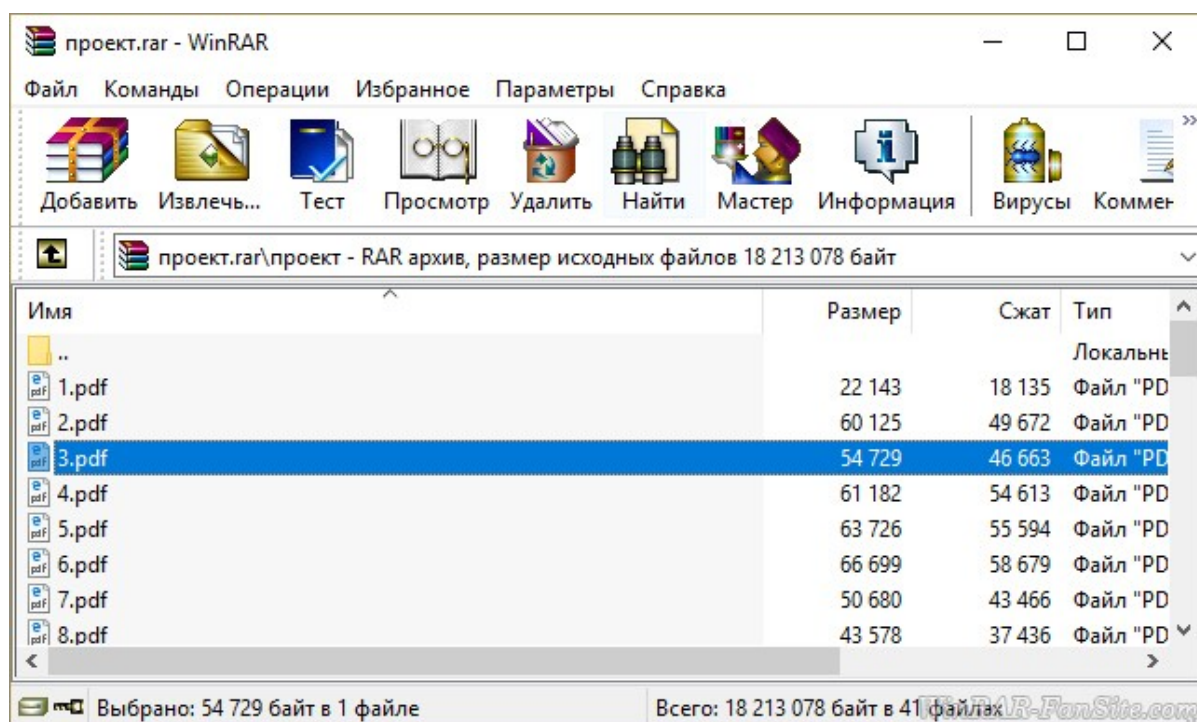 проект.rar - WinRAR
Файл Команды Операции Избранное Параметры Справка
Добавить Извлечь... Тест Просмотр Удалить Найти Мастер Информация Вирусы Коммен
проект.rar\проект - RAR архив, размер исходных файлов 18 213 078 байт
Имя Размер Сжат Тип
.. Локальнь
1.pdf 22 143 18 135 Файл "PD
2.pdf 60 125 49 672 Файл "PD
3.pdf 54 729 46 663 Файл "PD
4.pdf 61 182 54 613 Файл "PD
5.pdf 63 726 55 594 Файл "PD
6.pdf 66 699 58 679 Файл "PD
7.pdf 50 680 43 466 Файл "PD
8.pdf 43 578 37 436 Файл "PD
Выбрано: 54 729 байт в 1 файле Всего: 18 213 078 байт в 41 файлах
WinRAR-FanSite.com